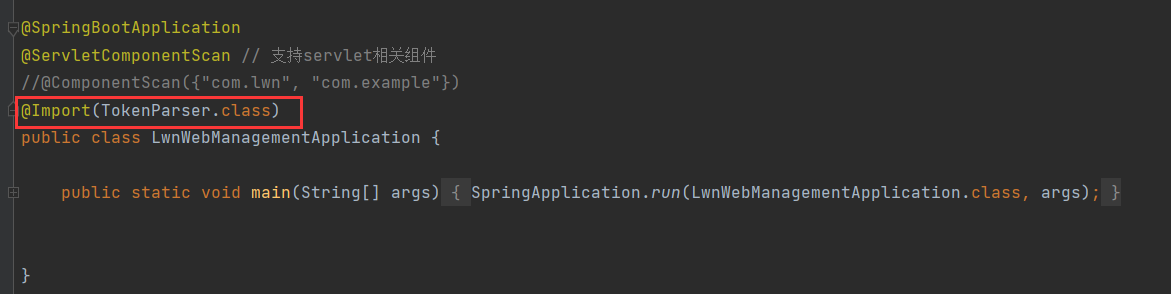 @SpringBootApplication
@ServletComponentScan // 支持servlet相关组件
//@ComponentScan({"com.lwn", "com.example"})
@Import(TokenParser.class)
public class LwnWebManagementApplication {
public static void main(String[] args) { SpringApplication.run(LwnWebManagementApplication.class, args); }
}